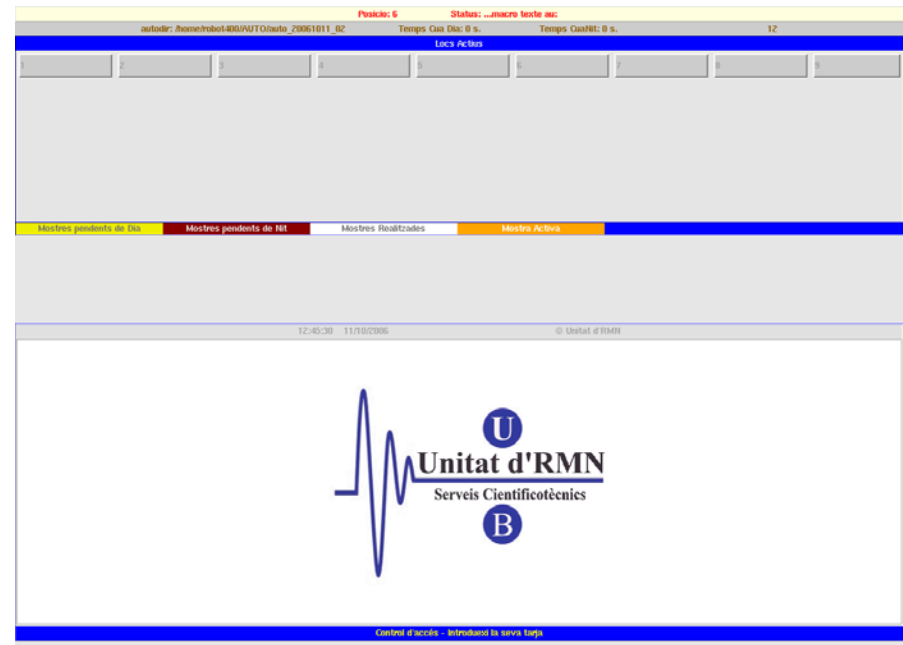 Posicio: 6 Status: ...macro texte au:
autodir: /home/robot400/AUTO/auto_20061011_02 Temps Cua Dia: 0 s. Temps CuaNit: 0 s. 12
Locs Actius
1 2 3 4 5 6 7 8 9
Mostres pendents de Dia Mostres pendents de Nit Mostres Realitzades Mostra Activa
12:45:30 11/10/2006 © Unitat d'RMN
U
Unitat d'RMN
Serveis Cientificotècnics
B
Control d'accés - Introdueixi la seva tarja